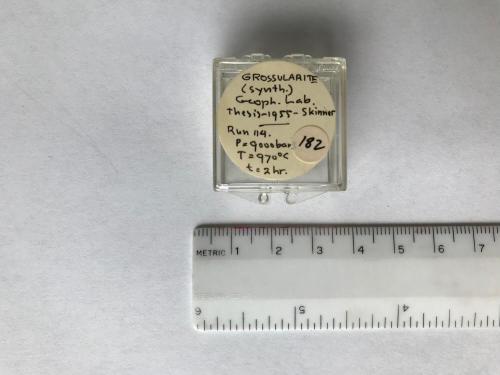 GROSSULARITE
(synth.)
Geoph. Lab.
Thesis-1955-Skinner
Run 114.
P=9000bar
182
T=970°C
t=2hr.
METRIC 1 2 3 4 5 6 7
6 5 4